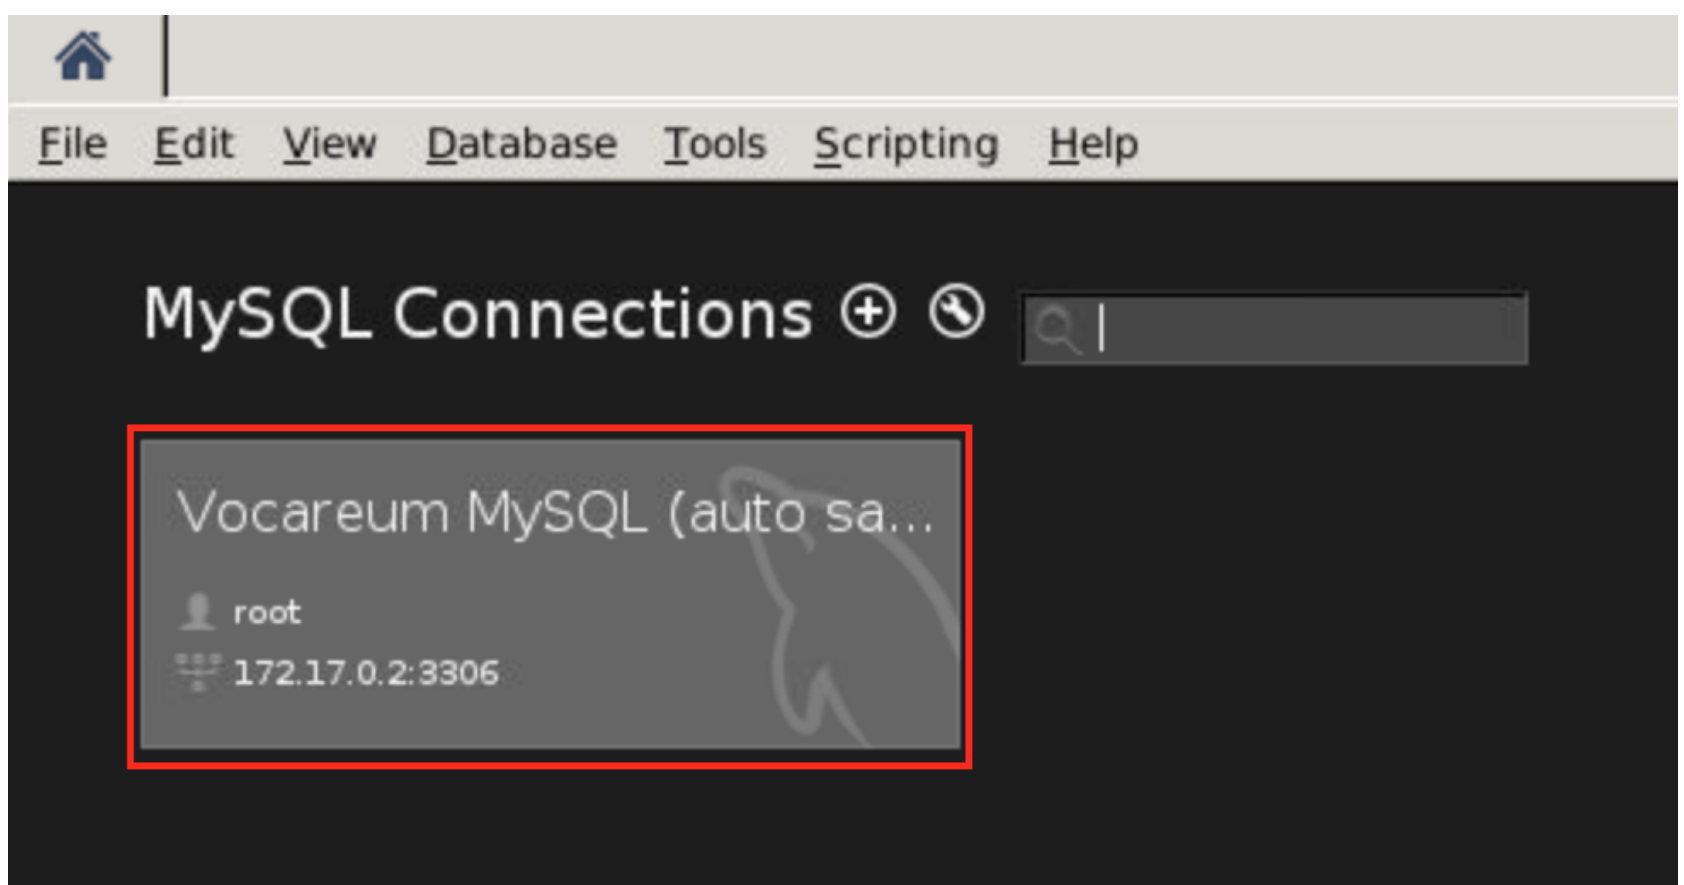 File Edit View Database Tools Scripting Help
MySQL Connections
Vocareum MySQL (auto sa...
root
172.17.0.2:3306